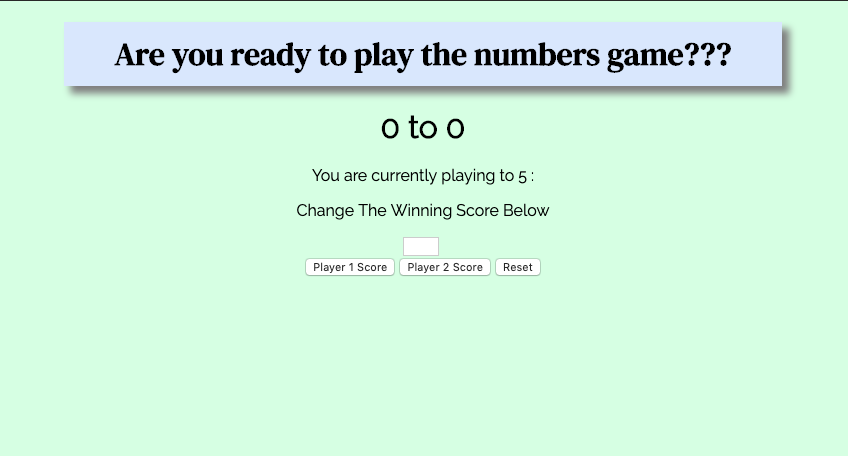 Are you ready to play the numbers game???
0 to 0
You are currently playing to 5 :
Change The Winning Score Below
Player 1 Score Player 2 Score Reset